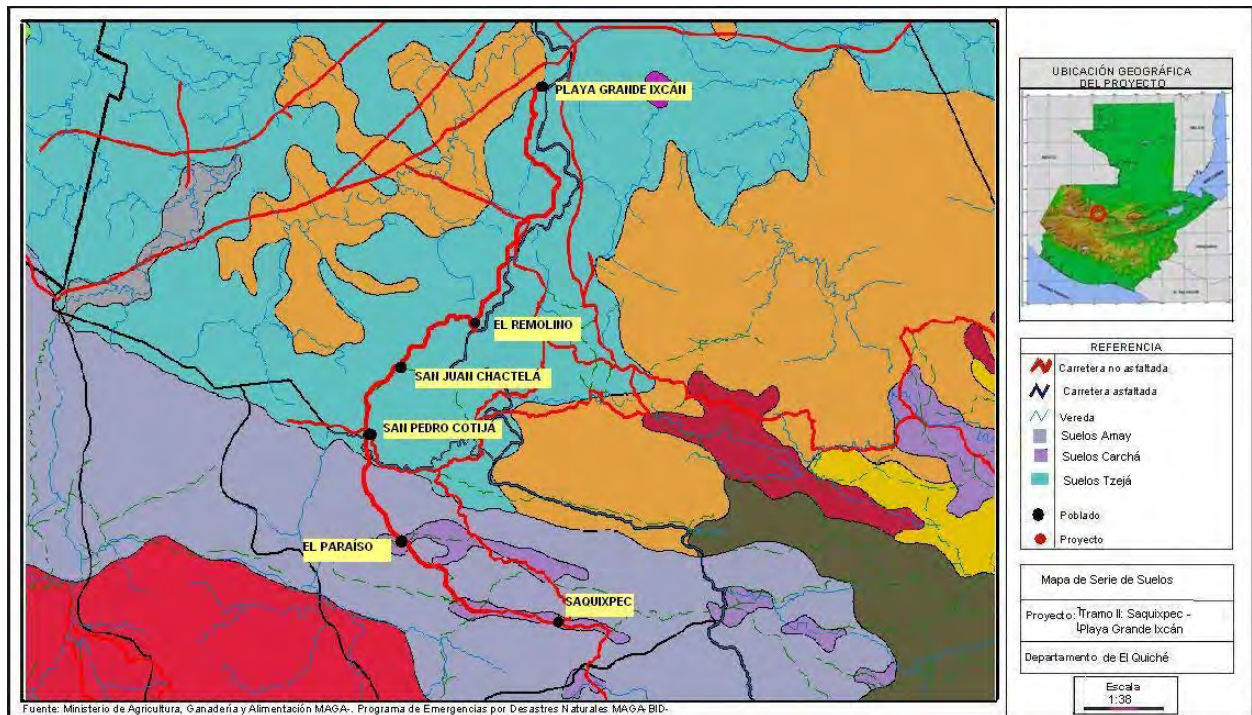 PLAYA GRANDE IXCÁN
EL REMOLINO
SAN JUAN CHACTELÁ
SAN PEDRO COTIJÁ
EL PARAÍSO
SAQUIXPEC
Fuente: Ministerio de Agricultura, Ganadería y Alimentación MAGA-. Programa de Emergencias por Desastres Naturales MAGA-BID-
UBICACIÓN GEOGRÁFICA
DEL PROYECTO
REFERENCIA
Carretera no asfaltada
Carretera asfaltada
Vereda
Suelos Amay
Suelos Carchá
Suelos Tzejá
Poblado
Proyecto
Mapa de Serie de Suelos
Proyecto: Tramo II: Saquixpec -
Playa Grande Ixcán
Departamento de El Quiché
Escala
1:38